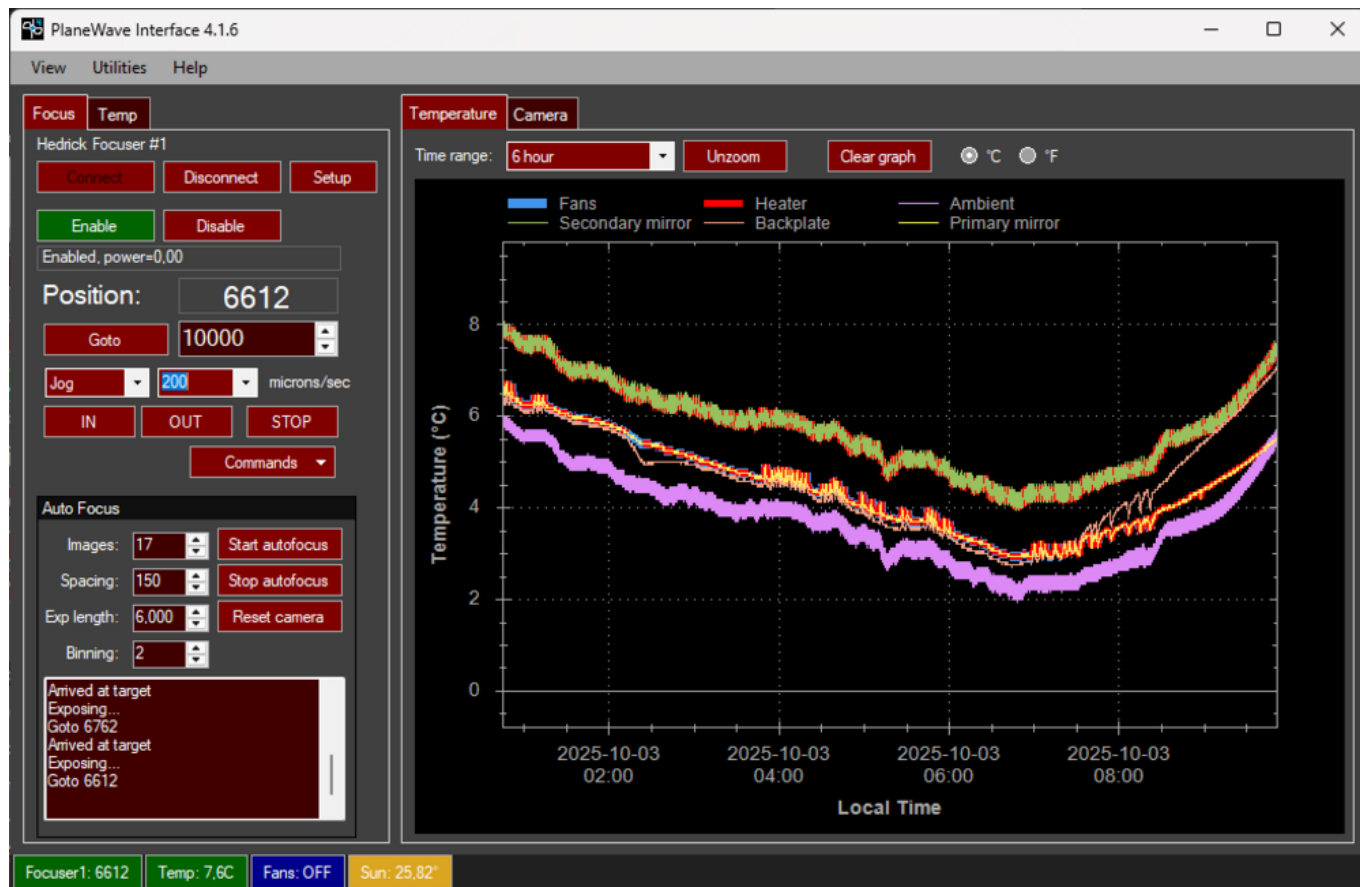 PlaneWave Interface 4.1.6
View Utilities Help
Focus Temp
Hedrick Focuser #1
Connect Disconnect Setup
Enable Disable
Enabled, power=0,00
Position: 6612
Goto 10000
Jog 200 microns/sec
IN OUT STOP
Commands
Auto Focus
Images: 17 Start autofocus
Spacing: 150 Stop autofocus
Exp length: 6,000 Reset camera
Binning: 2
Arrived at target
Exposing...
Goto 6762
Arrived at target
Exposing...
Goto 6612
Temperature Camera
Time range: 6 hour Unzoom Clear graph °C °F
Fans Heater Ambient
Secondary mirror Backplate Primary mirror
Temperature (°C)
8
6
4
2
0
2025-10-03 2025-10-03 2025-10-03 2025-10-03
02:00 04:00 06:00 08:00
Local Time
Focuser1: 6612 Temp: 7,6C Fans: OFF Sun: 25,82°